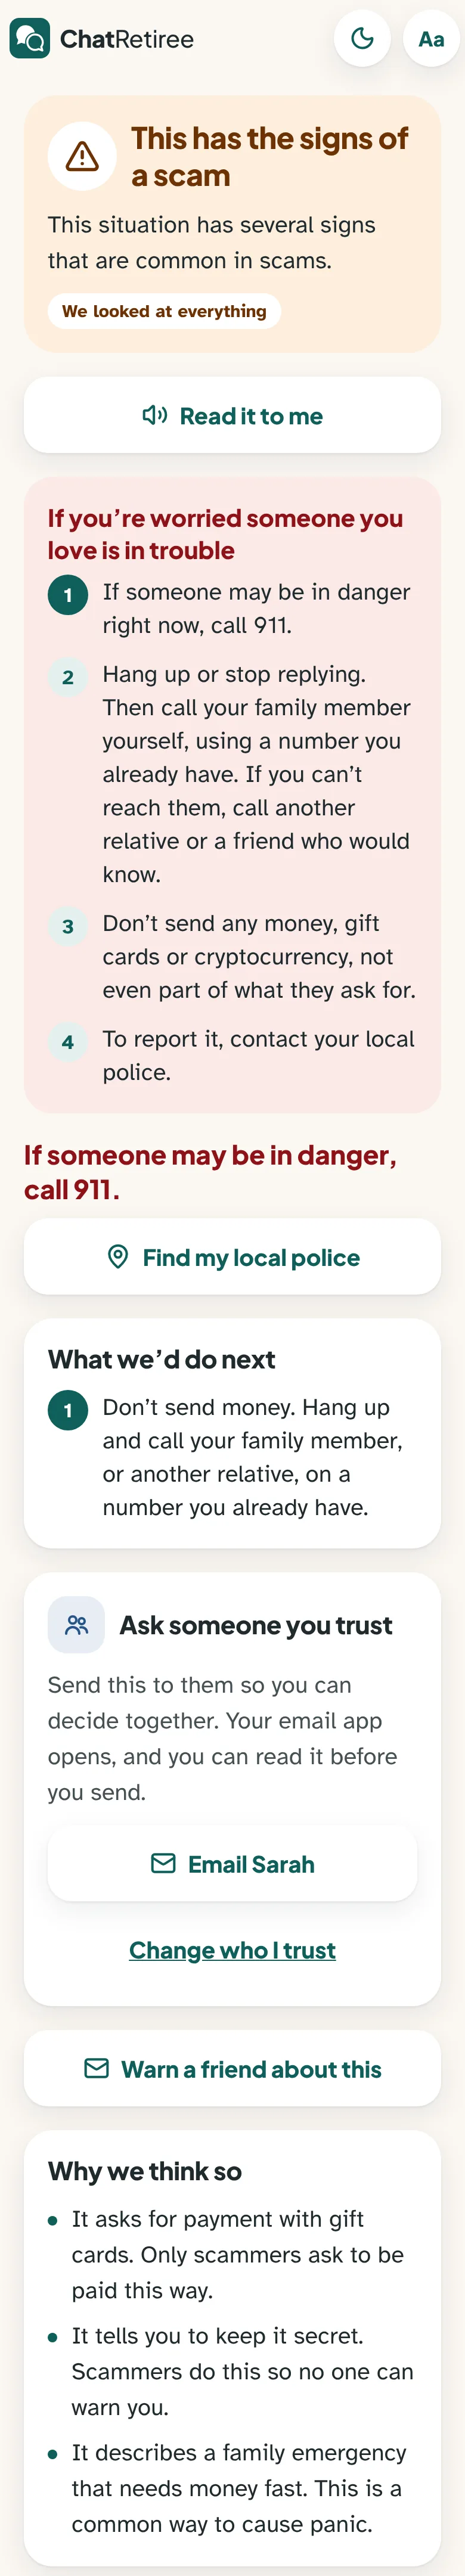 ChatRetiree
Aa
This has the signs of
a scam
This situation has several signs
that are common in scams.
We looked at everything
Read it to me
If you’re worried someone you
love is in trouble
1 If someone may be in danger
right now, call 911.
2 Hang up or stop replying.
Then call your family member
yourself, using a number you
already have. If you can’t
reach them, call another
relative or a friend who would
know.
3 Don’t send any money, gift
cards or cryptocurrency, not
even part of what they ask for.
4 To report it, contact your local
police.
If someone may be in danger,
call 911.
Find my local police
What we’d do next
1 Don’t send money. Hang up
and call your family member,
or another relative, on a
number you already have.
Ask someone you trust
Send this to them so you can
decide together. Your email app
opens, and you can read it before
you send.
Email Sarah
Change who I trust
Warn a friend about this
Why we think so
• It asks for payment with gift
cards. Only scammers ask to be
paid this way.
• It tells you to keep it secret.
Scammers do this so no one can
warn you.
• It describes a family emergency
that needs money fast. This is a
common way to cause panic.